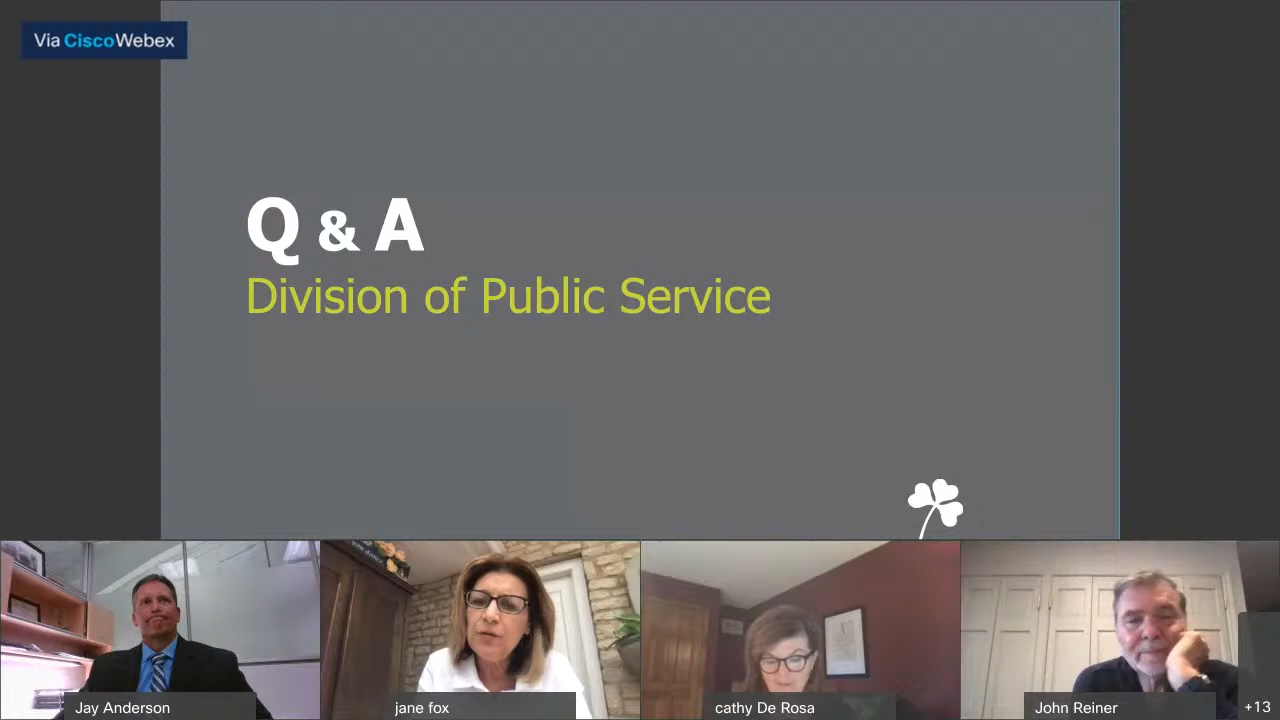 Via CiscoWebex
Q & A
Division of Public Service
Jay Anderson
jane fox
cathy De Rosa
John Reiner
+13